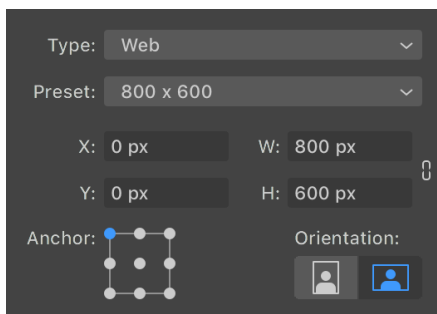 Type: Web
Preset: 800 x 600
X: 0 px W: 800 px
Y: 0 px H: 600 px
Anchor: Orientation: